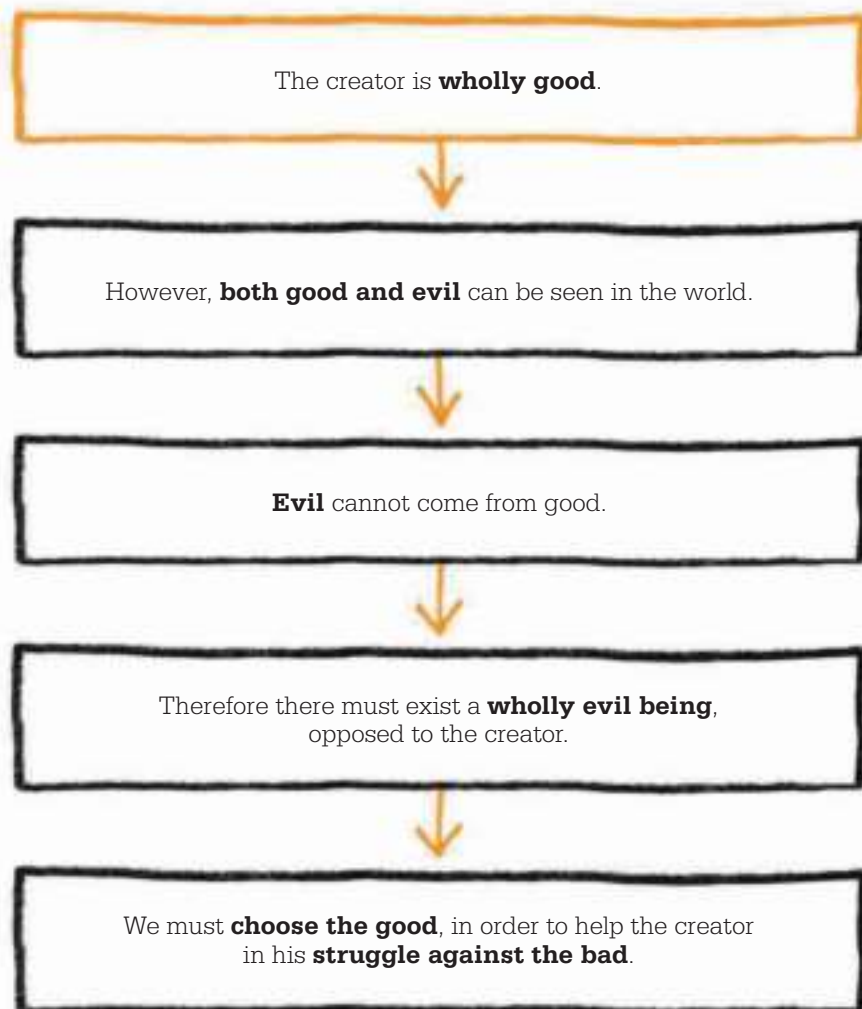 The creator is wholly good.
However, both good and evil can be seen in the world.
Evil cannot come from good.
Therefore there must exist a wholly evil being,
opposed to the creator.
We must choose the good, in order to help the creator
in his struggle against the bad.